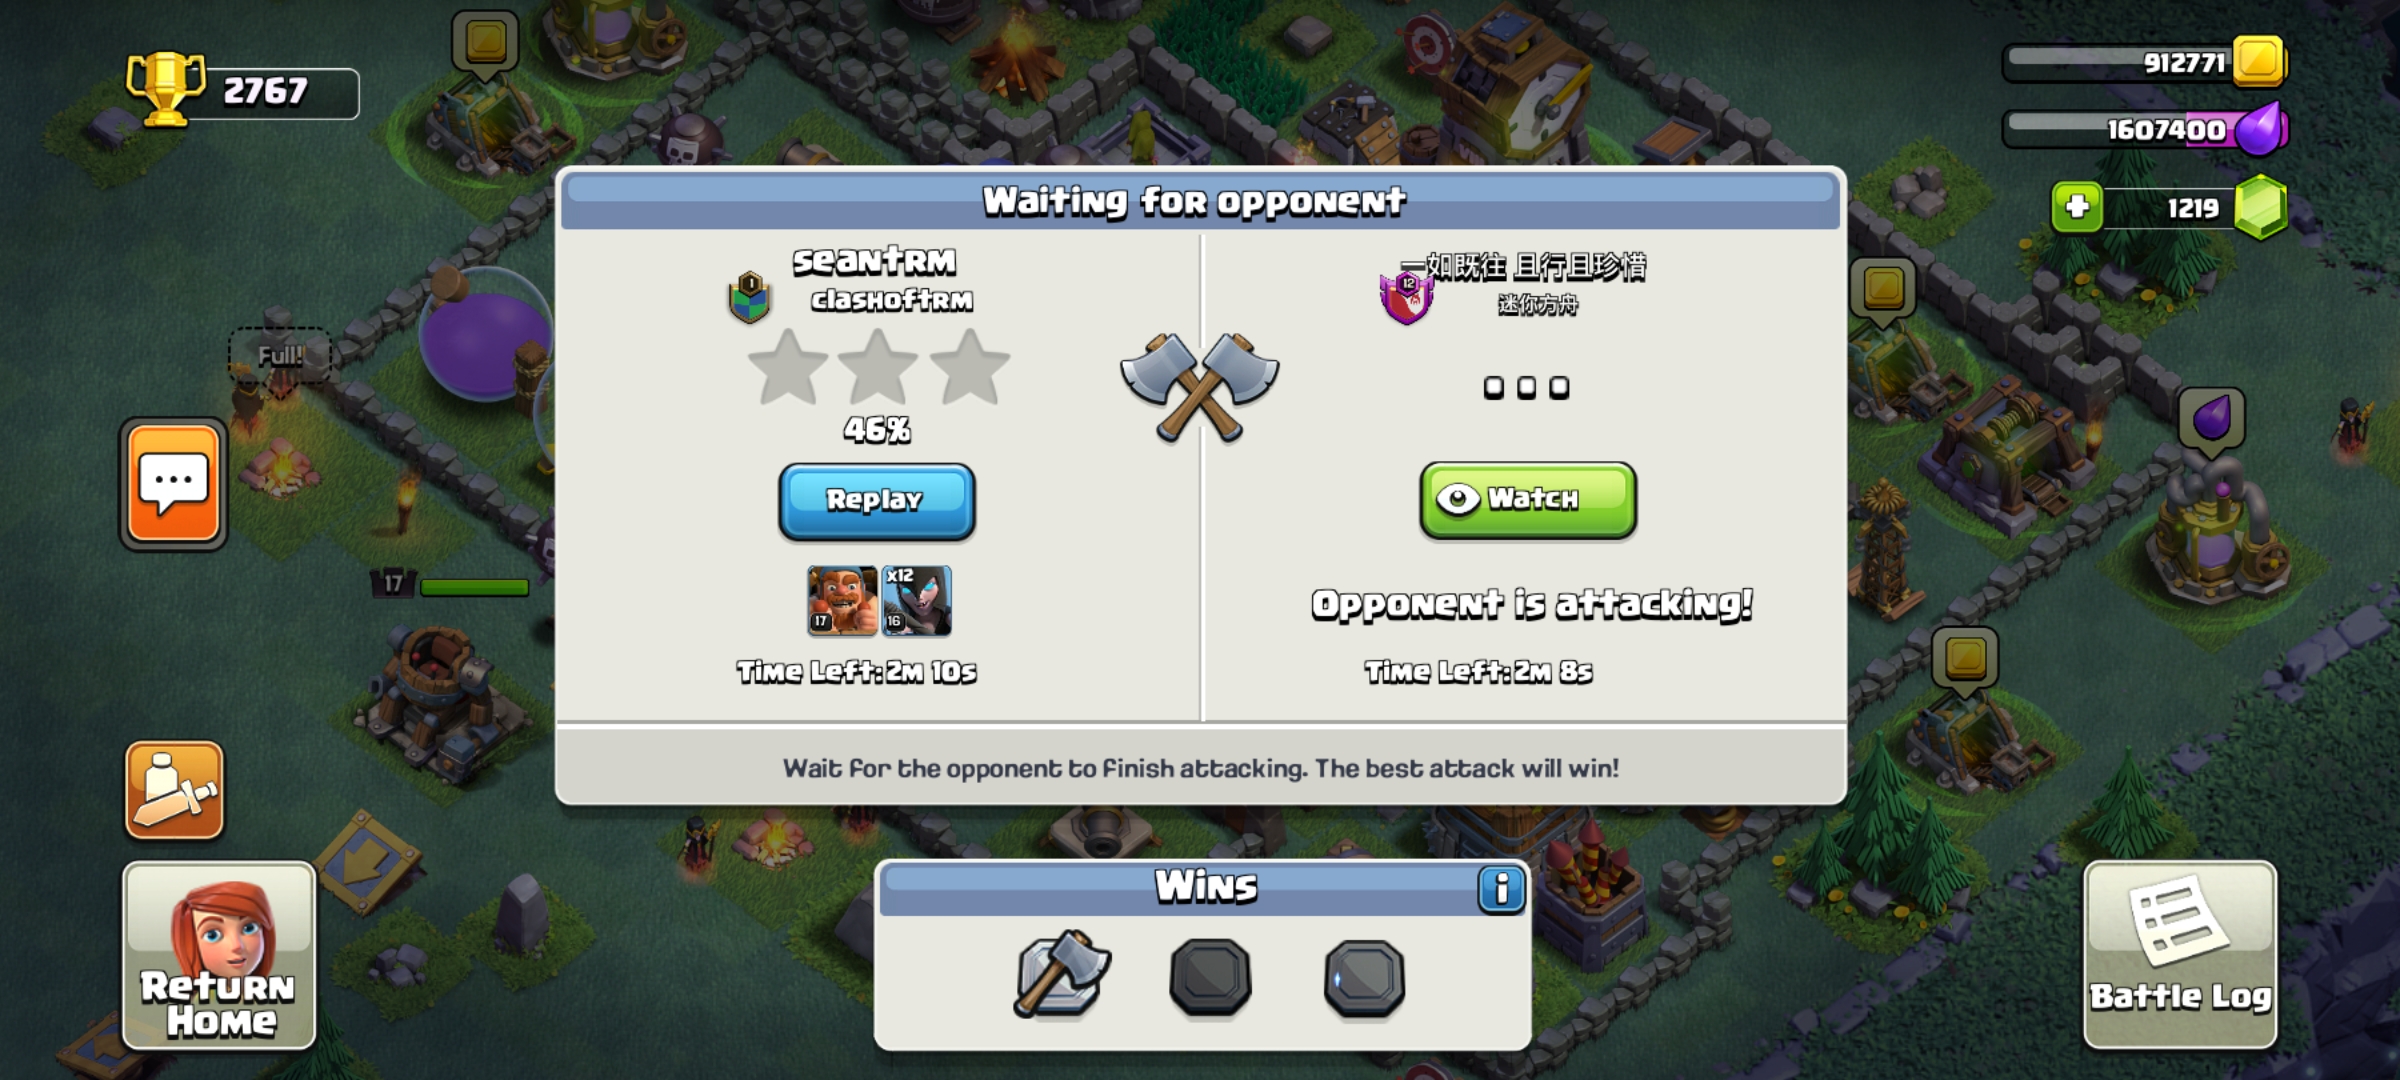 2767
912771
1607400
1219
Waiting for opponent
seantrm
1
clashoftrm
46%
Replay
17
x12
16
Time Left: 2m 10s
一如既往 且行且珍惜
12
迷你方舟
Watch
Opponent is attacking!
Time Left: 2m 8s
Wait for the opponent to finish attacking. The best attack will win!
Full!
17
Wins
i
Return
Home
Battle Log